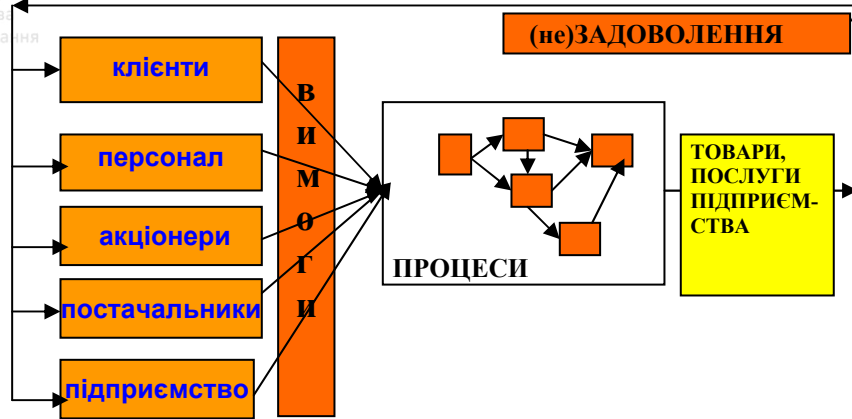 (не)ЗАДОВОЛЕННЯ
клієнти
персонал
акціонери
постачальники
підприємство
В
И
М
О
Г
И
ПРОЦЕСИ
ТОВАРИ,
ПОСЛУГИ
ПІДПРИЄМ-
СТВА